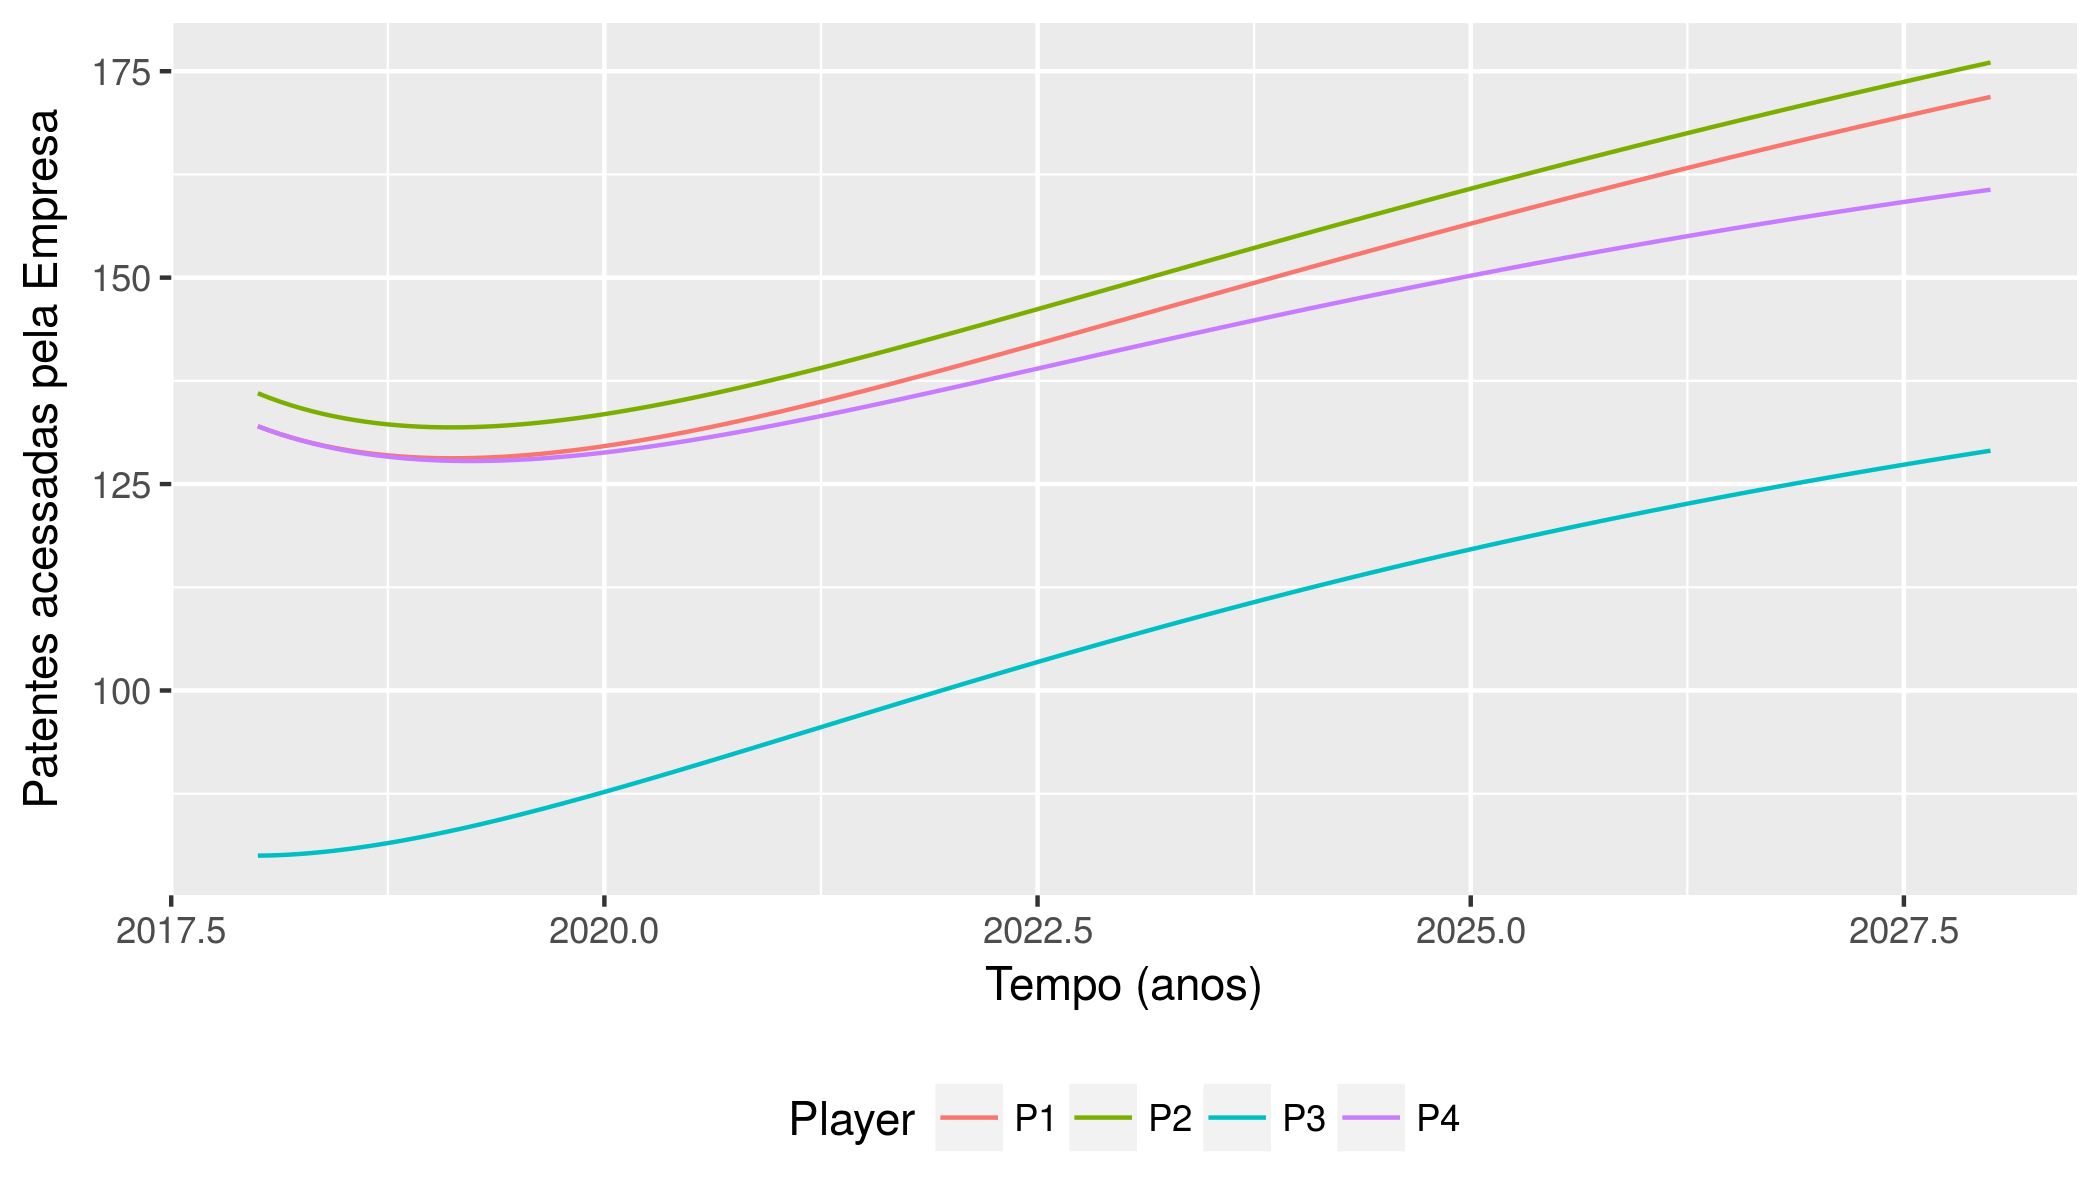 Patentes acessadas pela Empresa
175
150
125
100
2017.5 2020.0 2022.5 2025.0 2027.5
Tempo (anos)
Player P1 P2 P3 P4